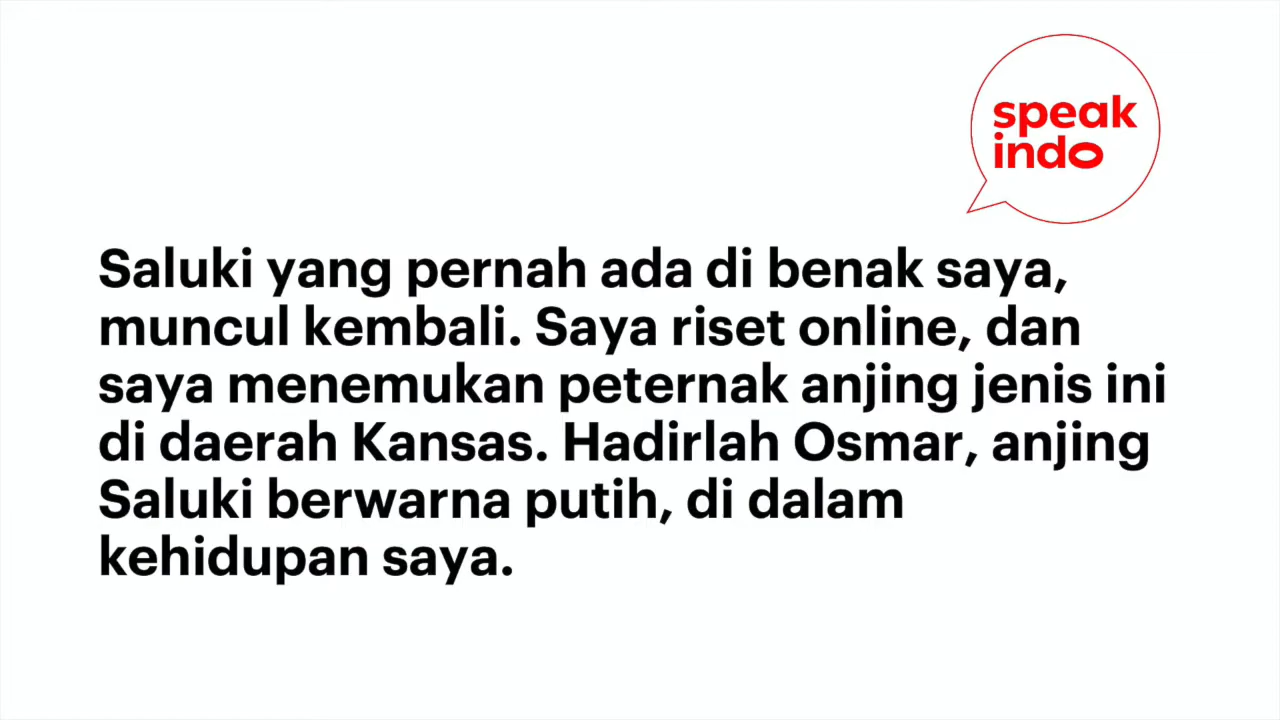 speak
indo
Saluki yang pernah ada di benak saya,
muncul kembali. Saya riset online, dan
saya menemukan peternak anjing jenis ini
di daerah Kansas. Hadirlah Osmar, anjing
Saluki berwarna putih, di dalam
kehidupan saya.